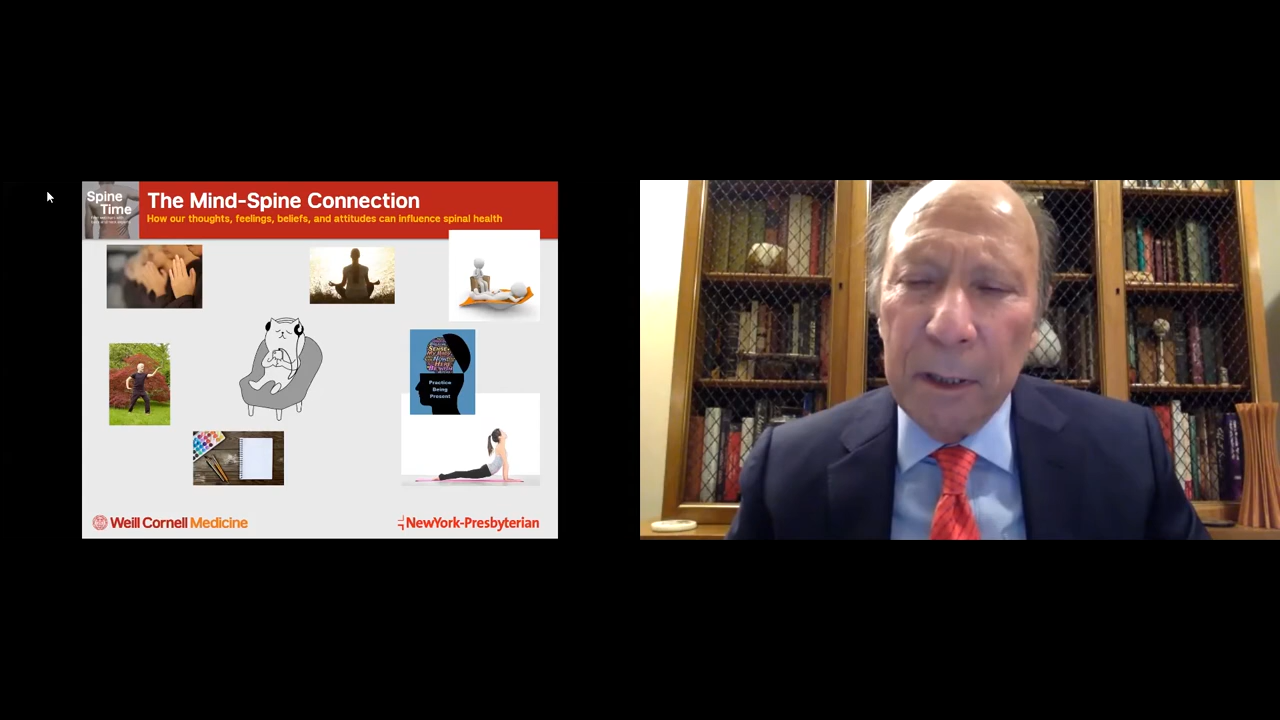 Spine
Time
The Mind-Spine Connection
How our thoughts, feelings, beliefs, and attitudes can influence spinal health
Practice
Being
Present
Weill Cornell Medicine
NewYork-Presbyterian